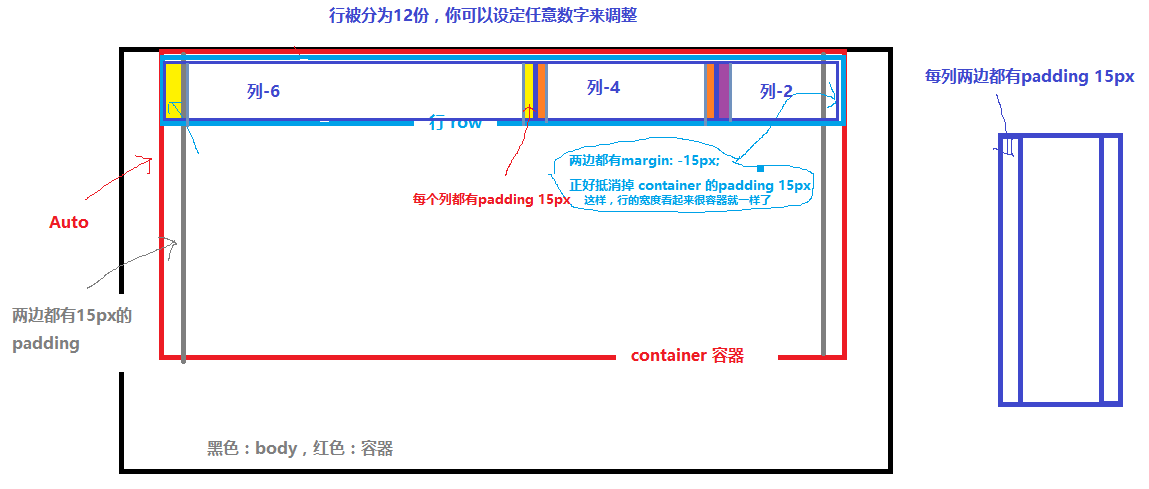 行被分为12份，你可以设定任意数字来调整
每列两边都有padding 15px
列-6
列-4
列-2
行 row
两边都有margin: -15px;
正好抵消掉 container 的padding 15px
这样，行的宽度看起来很容器就一样了
每个列都有padding 15px
Auto
两边都有15px的
padding
container 容器
黑色：body，红色：容器